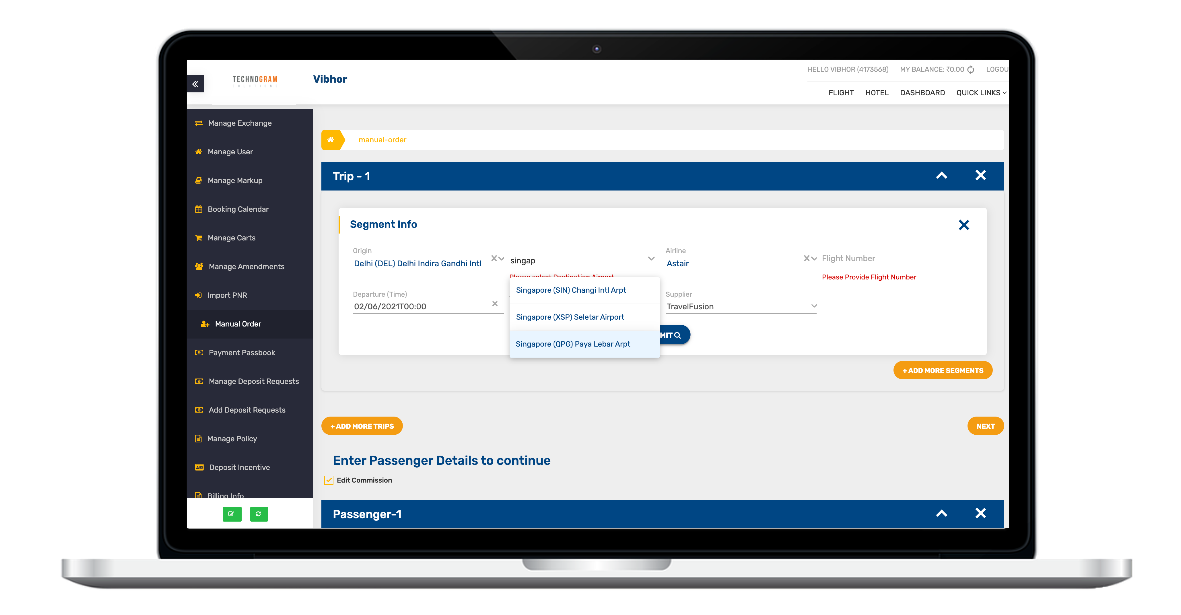 TECHNOGRAM
Vibhor
HELLO VIBHOR (4173568) MY BALANCE: ₹0.00 LOGOU
FLIGHT HOTEL DASHBOARD QUICK LINKS
Manage Exchange
Manage User
Manage Markup
Booking Calendar
Manage Carts
Manage Amendments
Import PNR
Manual Order
Payment Passbook
Manage Deposit Requests
Add Deposit Requests
Manage Policy
Deposit Incentive
Billing Info
manual-order
Trip - 1
Segment Info
Origin
Delhi (DEL) Delhi Indira Gandhi Intl
singap
Please select Destination Airport
Airline
Astair
Flight Number
Please Provide Flight Number
Departure (Time)
02/06/2021T00:00
Singapore (SIN) Changi Intl Arpt
Singapore (XSP) Seletar Airport
Singapore (QPG) Paya Lebar Arpt
Supplier
TravelFusion
MIT
+ ADD MORE SEGMENTS
+ ADD MORE TRIPS
NEXT
Enter Passenger Details to continue
Edit Commission
Passenger-1